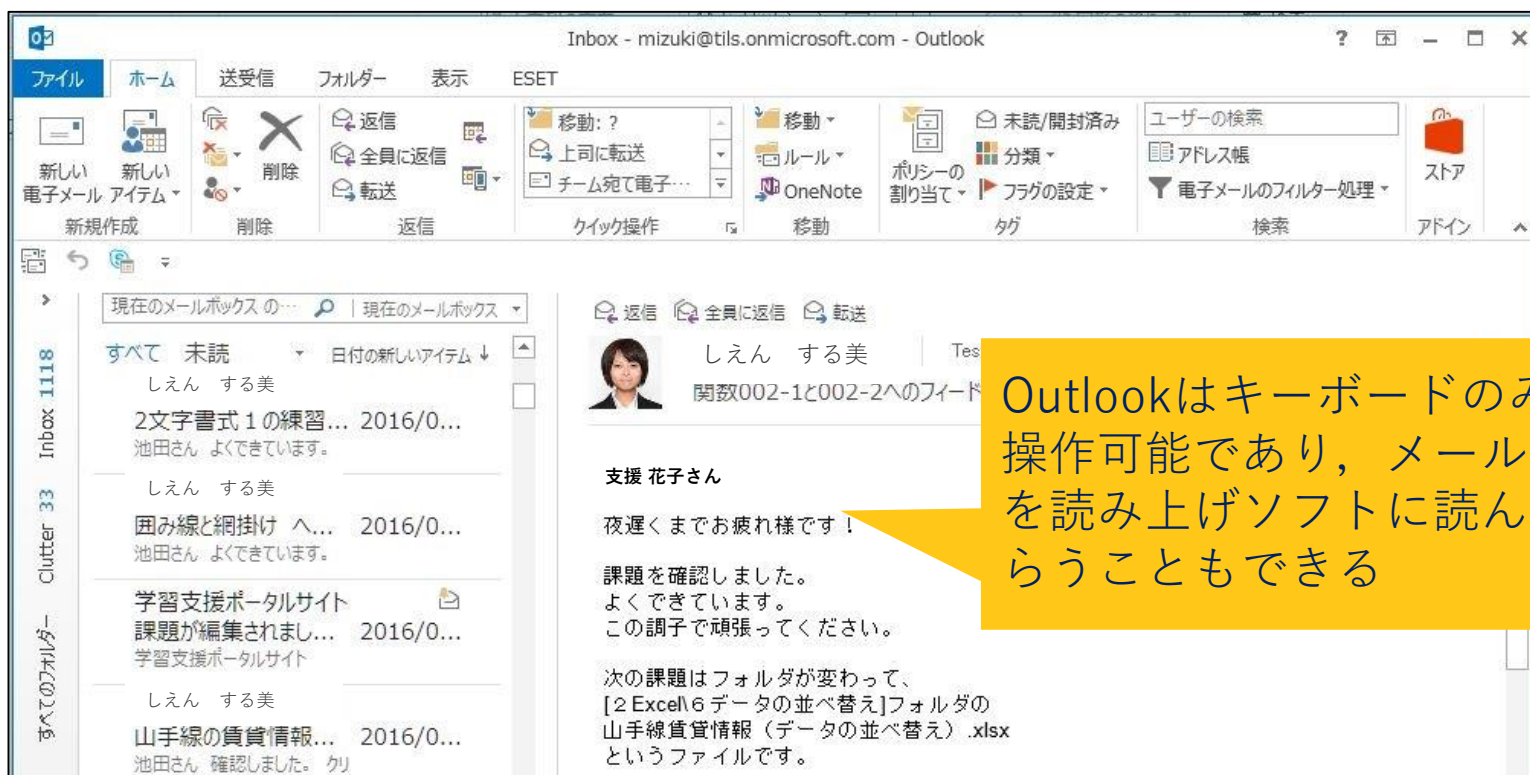 Inbox - mizuki@tils.onmicrosoft.com - Outlook
ファイル ホーム 送受信 フォルダー 表示 ESET
新しい
電子メール
新しい
アイテム
新規作成
削除
削除
返信
全員に返信
転送
返信
移動: ?
上司に転送
チーム宛て電子…
クイック操作
移動
ルール
OneNote
移動
ポリシーの
割り当て
未読/開封済み
分類
フラグの設定
タグ
ユーザーの検索
アドレス帳
電子メールのフィルター処理
検索
ストア
アドイン
Inbox 1118
Clutter 33
すべてのフォルダー
現在のメールボックス の… 現在のメールボックス
すべて 未読 日付の新しいアイテム↓
しえん する美
2文字書式1の練習... 2016/0...
池田さん よくできています。
しえん する美
囲み線と網掛け へ... 2016/0...
池田さん よくできています。
学習支援ポータルサイト
課題が編集されまし... 2016/0...
学習支援ポータルサイト
しえん する美
山手線の賃貸情報... 2016/0...
池田さん 確認しました。 クリ
返信 全員に返信 転送
しえん する美 Tes
関数002-1と002-2へのフィード
支援 花子さん
夜遅くまでお疲れ様です！
課題を確認しました。
よくできています。
この調子で頑張ってください。
次の課題はフォルダが変わって、
[2 Excel\6データの並べ替え]フォルダの
山手線賃貸情報（データの並べ替え）.xlsx
というファイルです。
Outlookはキーボードのみ
操作可能であり，メール
を読み上げソフトに読ん
らうこともできる